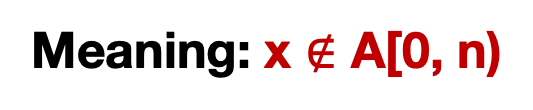 Meaning: x ∉ A[0, n)